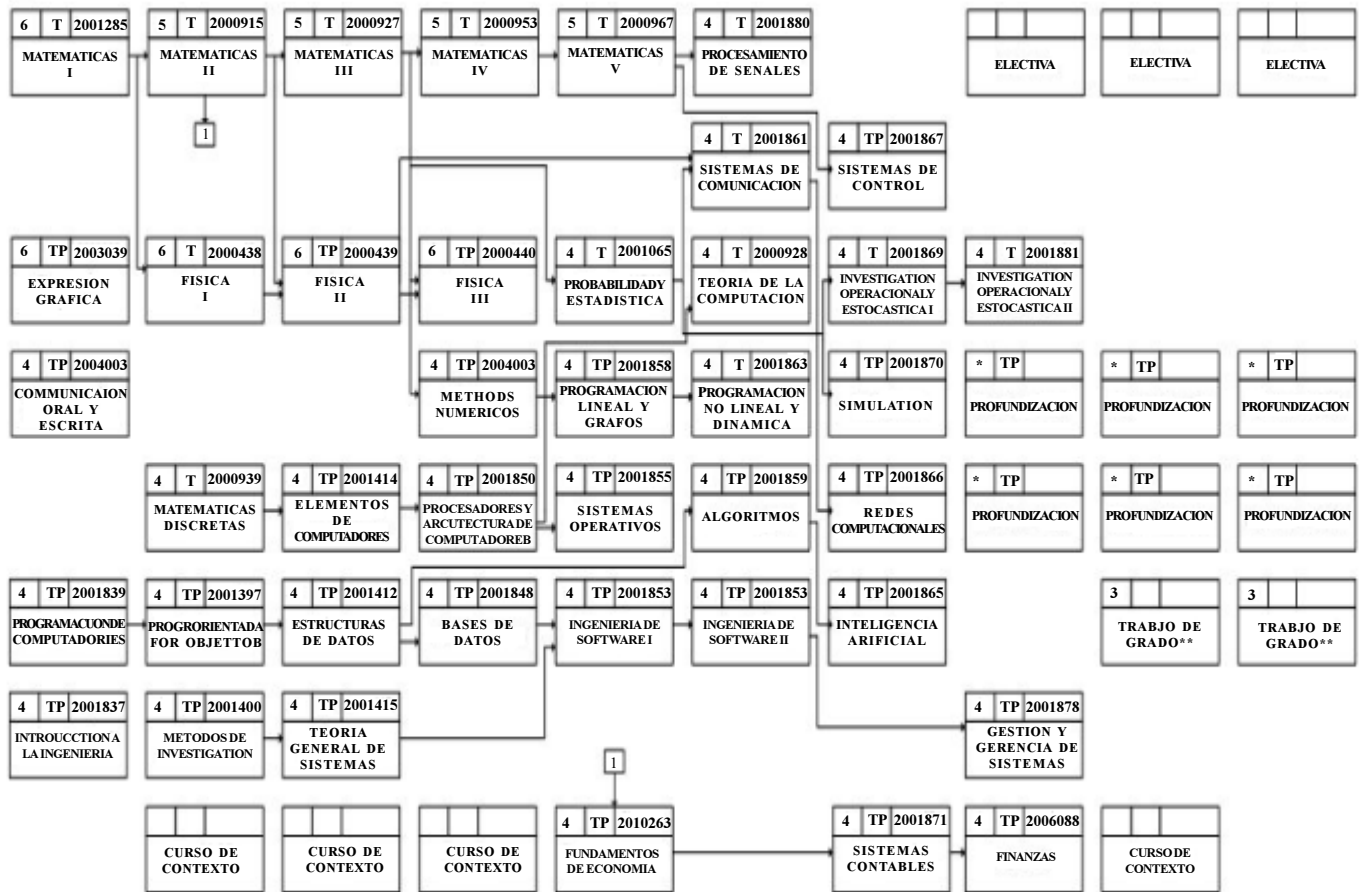 6 T 2001285
MATEMATICAS
I
5 T 2000915
MATEMATICAS
II
5 T 2000927
MATEMATICAS
III
5 T 2000953
MATEMATICAS
IV
5 T 2000967
MATEMATICAS
V
4 T 2001880
PROCESAMIENTO
DE SENALES
ELECTIVA
ELECTIVA
ELECTIVA
1
4 T 2001861
SISTEMAS DE
COMUNICACION
4 TP 2001867
SISTEMAS DE
CONTROL
6 TP 2003039
EXPRESION
GRAFICA
6 T 2000438
FISICA
I
6 TP 2000439
FISICA
II
6 TP 2000440
FISICA
III
4 T 2001065
PROBABILIDADY
ESTADISTICA
4 T 2000928
TEORIA DE LA
COMPUTACION
4 T 2001869
INVESTIGATION
OPERACIONALY
ESTOCASTICA I
4 T 2001881
INVESTIGATION
OPERACIONALY
ESTOCASTICA II
4 TP 2004003
COMMUNICAION
ORAL Y
ESCRITA
4 TP 2004003
METHODS
NUMERICOS
4 TP 2001858
PROGRAMACION
LINEAL Y
GRAFOS
4 T 2001863
PROGRAMACION
NO LINEAL Y
DINAMICA
4 TP 2001870
SIMULATION
* TP
PROFUNDIZACION
* TP
PROFUNDIZACION
* TP
PROFUNDIZACION
4 T 2000939
MATEMATICAS
DISCRETAS
4 TP 2001414
ELEMENTOS
DE
COMPUTADORES
4 TP 2001850
PROCESADORES Y
ARCUTECTURA DE
COMPUTADOREB
4 TP 2001855
SISTEMAS
OPERATIVOS
4 TP 2001859
ALGORITMOS
4 TP 2001866
REDES
COMPUTACIONALES
* TP
PROFUNDIZACION
* TP
PROFUNDIZACION
* TP
PROFUNDIZACION
4 TP 2001839
PROGRAMACUONDE
COMPUTADORIES
4 TP 2001397
PROGRORIENTADA
FOR OBJETTOB
4 TP 2001412
ESTRUCTURAS
DE DATOS
4 TP 2001848
BASES DE
DATOS
4 TP 2001853
INGENIERIA DE
SOFTWARE I
4 TP 2001853
INGENIERIA DE
SOFTWARE II
4 TP 2001865
INTELIGENCIA
ARIFICIAL
3
TRABJO DE
GRADO**
3
TRABJO DE
GRADO**
4 TP 2001837
INTROUCCTION A
LA INGENIERIA
4 TP 2001400
METODOS DE
INVESTIGATION
4 TP 2001415
TEORIA
GENERAL DE
SISTEMAS
4 TP 2001878
GESTION Y
GERENCIA DE
SISTEMAS
1
CURSO DE
CONTEXTO
CURSO DE
CONTEXTO
CURSO DE
CONTEXTO
4 TP 2010263
FUNDAMENTOS
DE ECONOMIA
4 TP 2001871
SISTEMAS
CONTABLES
4 TP 2006088
FINANZAS
CURSO DE
CONTEXTO